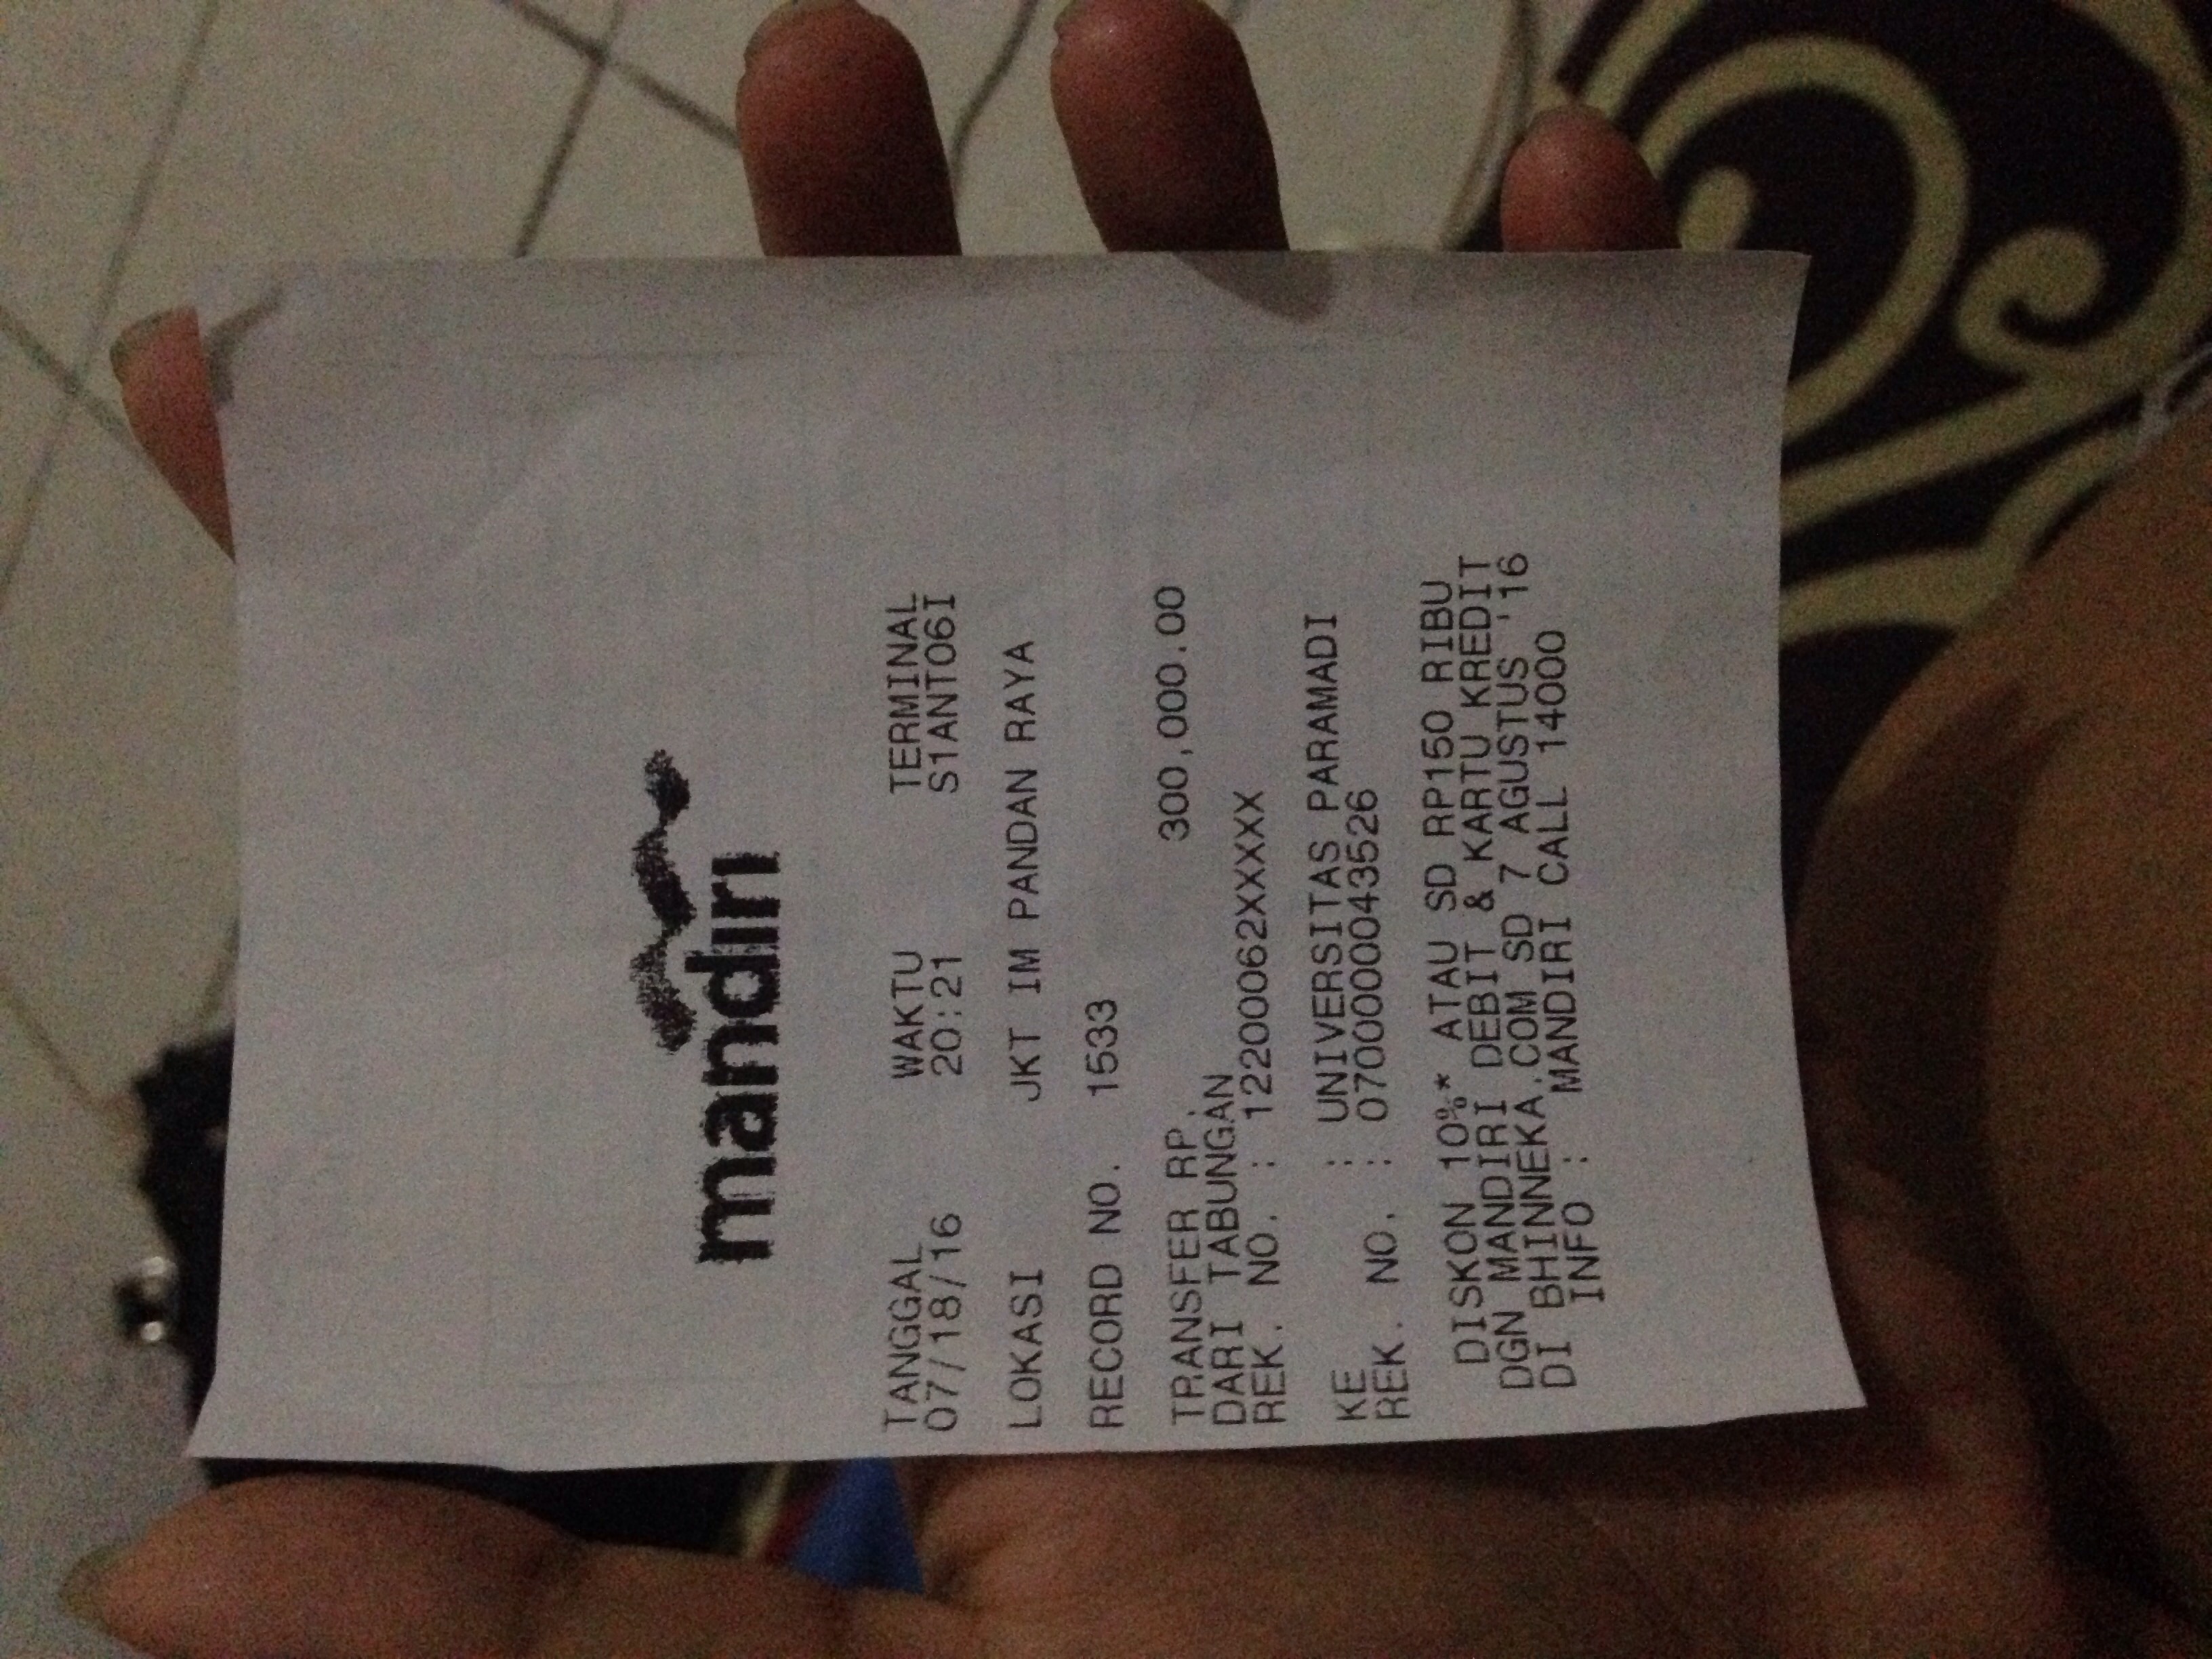 mandiri
TANGGAL WAKTU TERMINAL
07/18/16 20:21 S1ANT06I
LOKASI JKT IM PANDAN RAYA
RECORD NO. 1533
TRANSFER RP. 300,000.00
DARI TABUNGAN
REK. NO. : 12200062XXXXX
KE : UNIVERSITAS PARAMADI
REK. NO. : 0700000043526
DISKON 10%* ATAU SD RP150 RIBU
DGN MANDIRI DEBIT & KARTU KREDIT
DI BHINNEKA.COM SD 7 AGUSTUS '16
INFO : MANDIRI CALL 14000